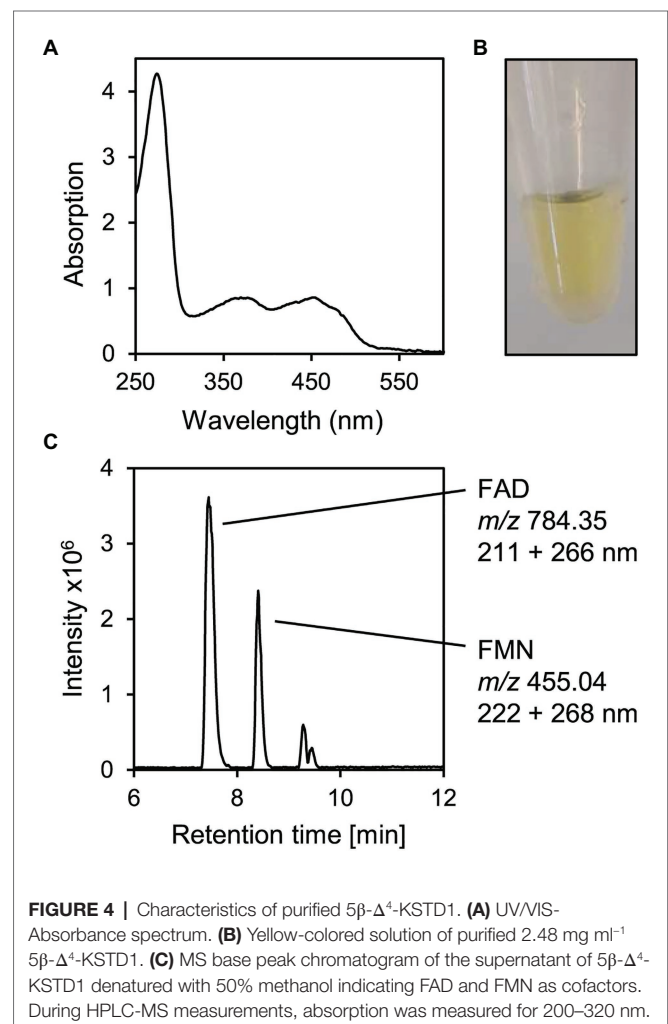 A
B
Absorption
4
3
2
1
0
250
350
450
550
Wavelength (nm)
C
Intensity x10⁶
4
3
2
1
0
6
8
10
12
Retention time [min]
FAD
m/z 784.35
211 + 266 nm
FMN
m/z 455.04
222 + 268 nm
FIGURE 4 | Characteristics of purified 5β-Δ⁴-KSTD1. (A) UV/VIS-
Absorbance spectrum. (B) Yellow-colored solution of purified 2.48 mg ml⁻¹
5β-Δ⁴-KSTD1. (C) MS base peak chromatogram of the supernatant of 5β-Δ⁴-
KSTD1 denatured with 50% methanol indicating FAD and FMN as cofactors.
During HPLC-MS measurements, absorption was measured for 200–320 nm.